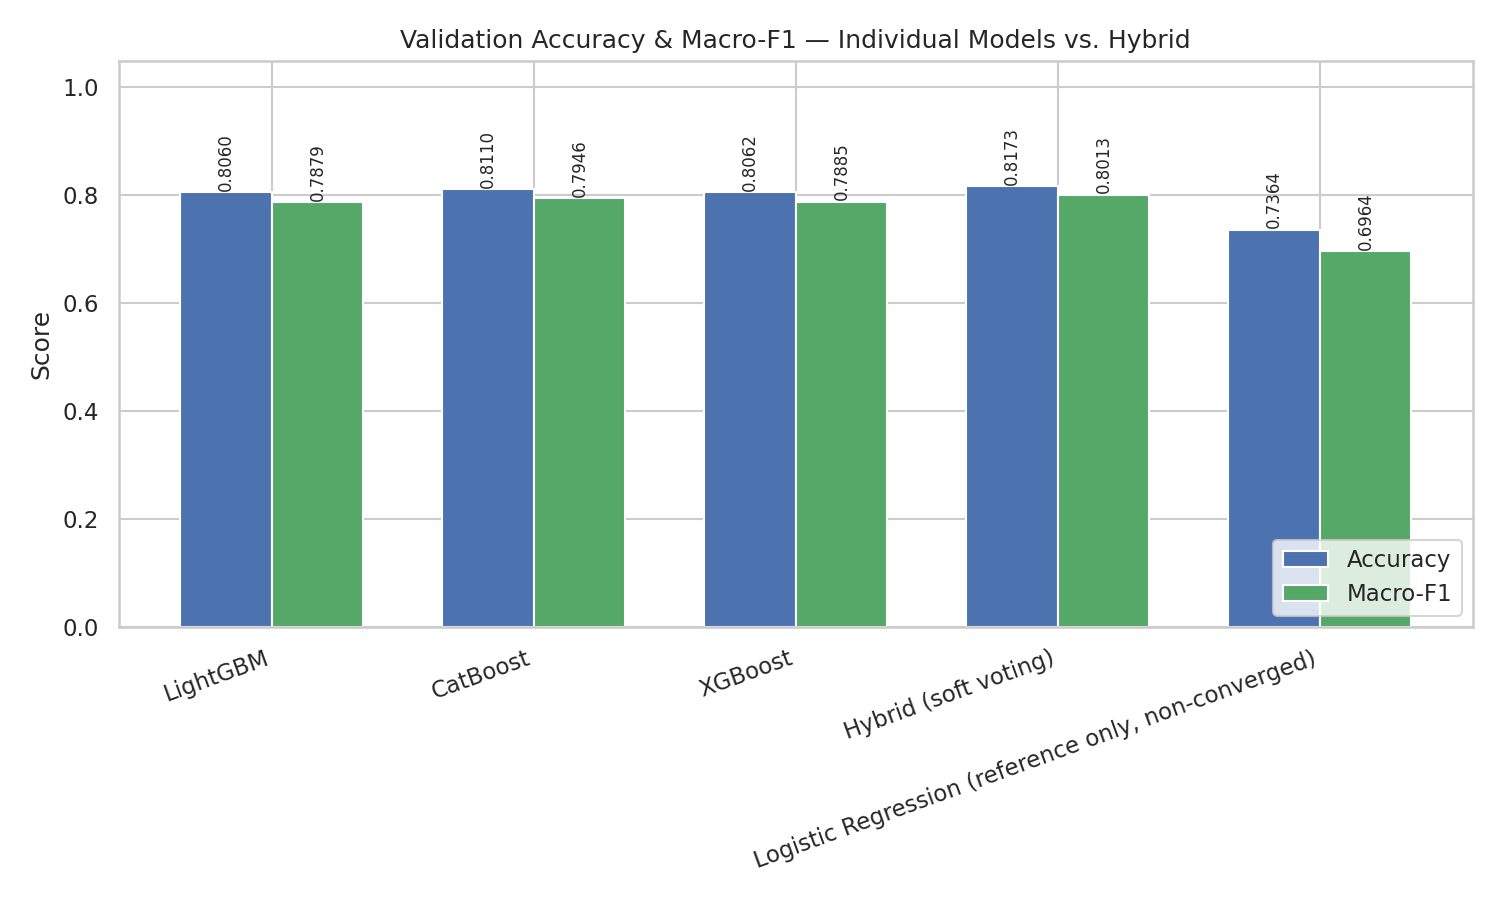 Validation Accuracy & Macro-F1 — Individual Models vs. Hybrid
Score
1.0
0.8
0.6
0.4
0.2
0.0
0.8060
0.7879
0.8110
0.7946
0.8062
0.7885
0.8173
0.8013
0.7364
0.6964
Accuracy
Macro-F1
LightGBM
CatBoost
XGBoost
Hybrid (soft voting)
Logistic Regression (reference only, non-converged)